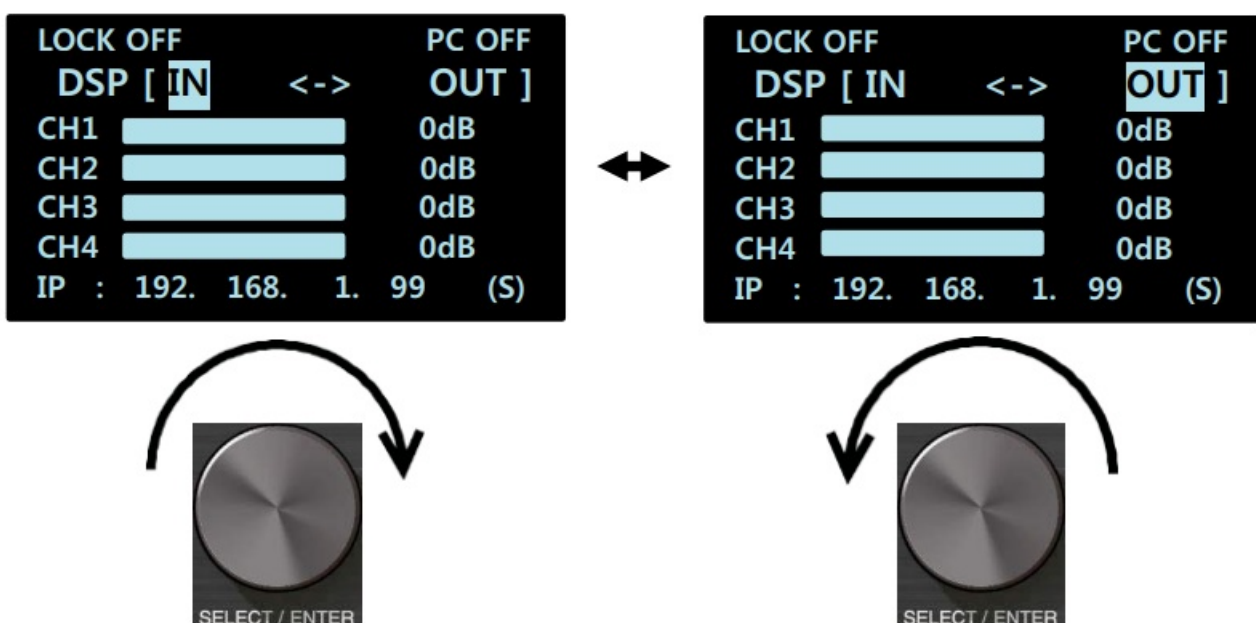 LOCK OFF PC OFF
DSP [ IN <-> OUT ]
CH1 0dB
CH2 0dB
CH3 0dB
CH4 0dB
IP : 192. 168. 1. 99 (S)
SELECT / ENTER
LOCK OFF PC OFF
DSP [ IN <-> OUT ]
CH1 0dB
CH2 0dB
CH3 0dB
CH4 0dB
IP : 192. 168. 1. 99 (S)
SELECT / ENTER